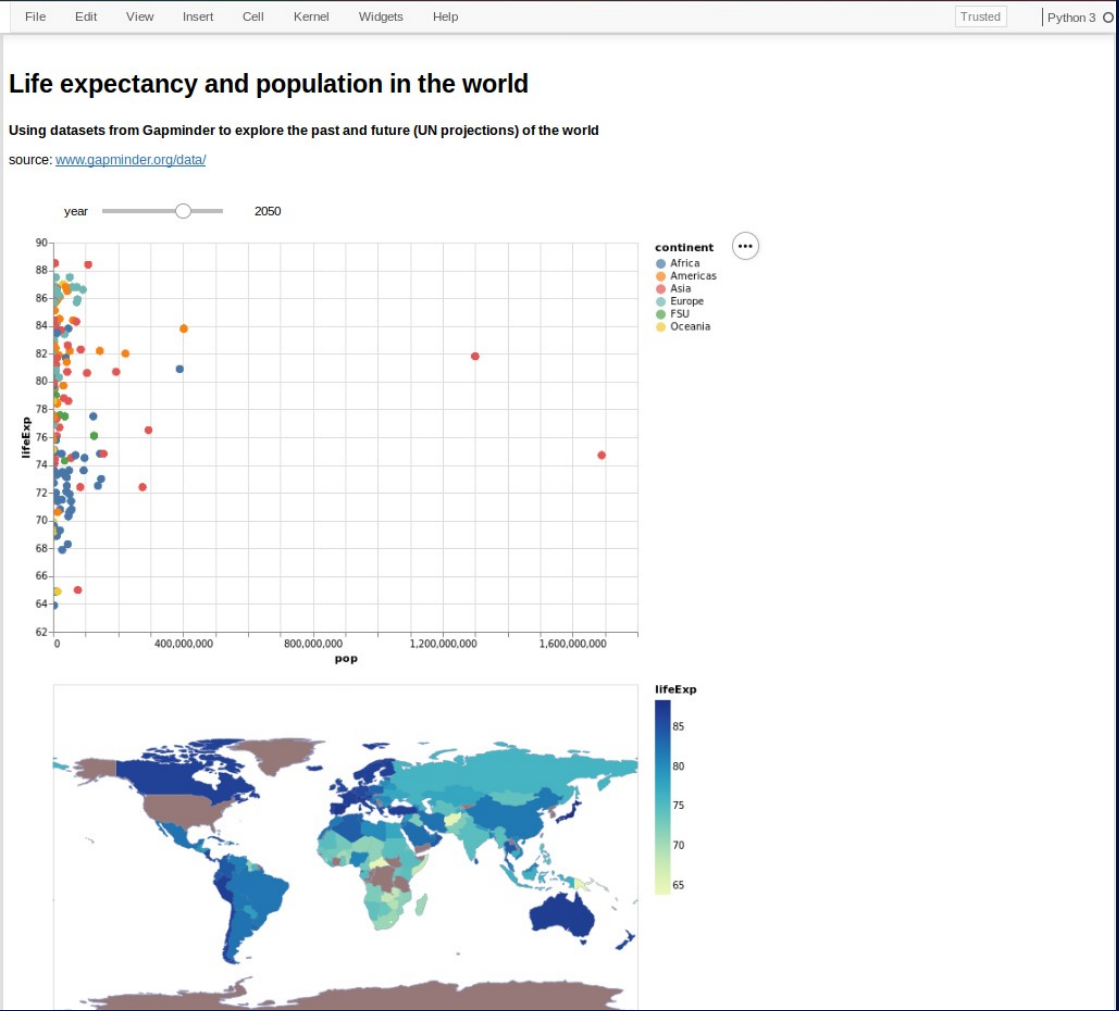 File Edit View Insert Cell Kernel Widgets Help Trusted Python 3
Life expectancy and population in the world
Using datasets from Gapminder to explore the past and future (UN projections) of the world
source: www.gapminder.org/data/
year 2050
90
88
86
84
82
80
78
76
74
72
70
68
66
64
62
lifeExp
0 400,000,000 800,000,000 1,200,000,000 1,600,000,000
pop
continent
Africa
Americas
Asia
Europe
FSU
Oceania
lifeExp
85
80
75
70
65